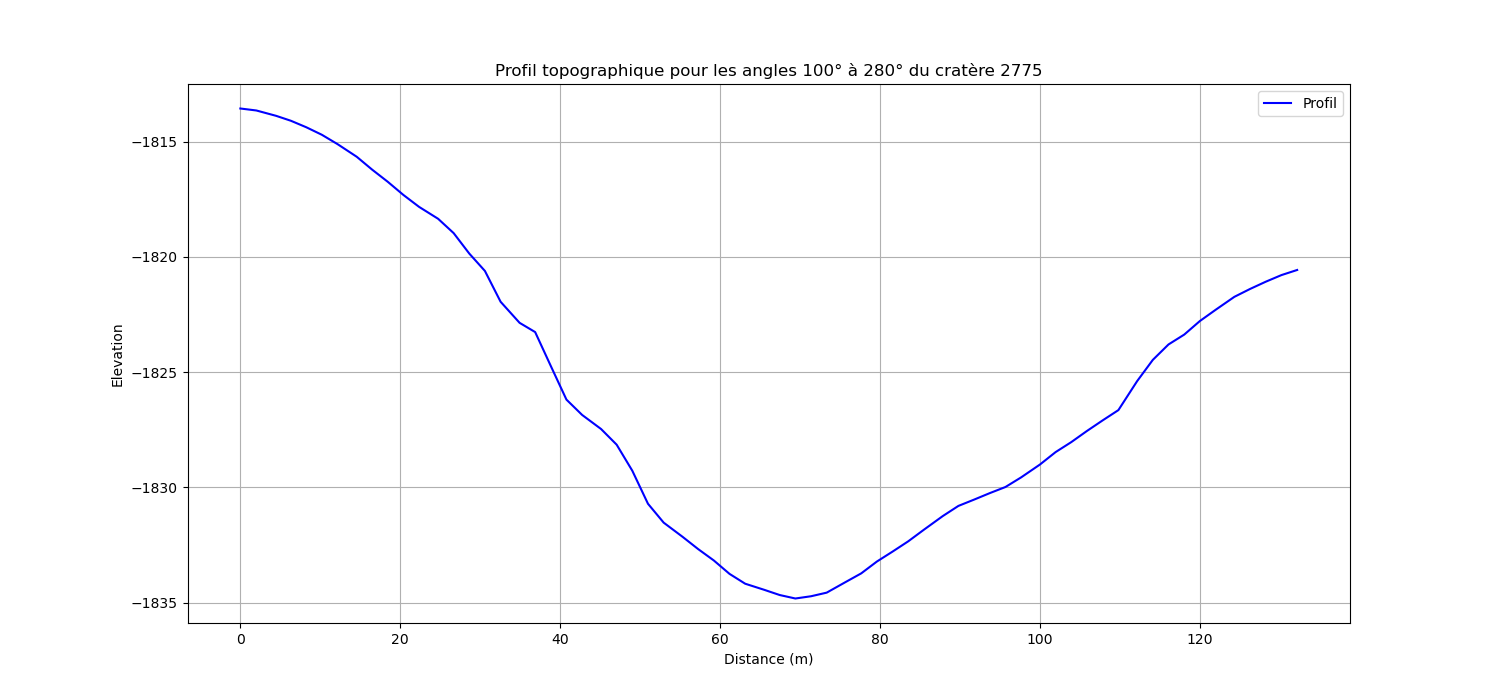 Profil topographique pour les angles 100° à 280° du cratère 2775
Profil
−1815
−1820
−1825
−1830
−1835
Elevation
0 20 40 60 80 100 120
Distance (m)